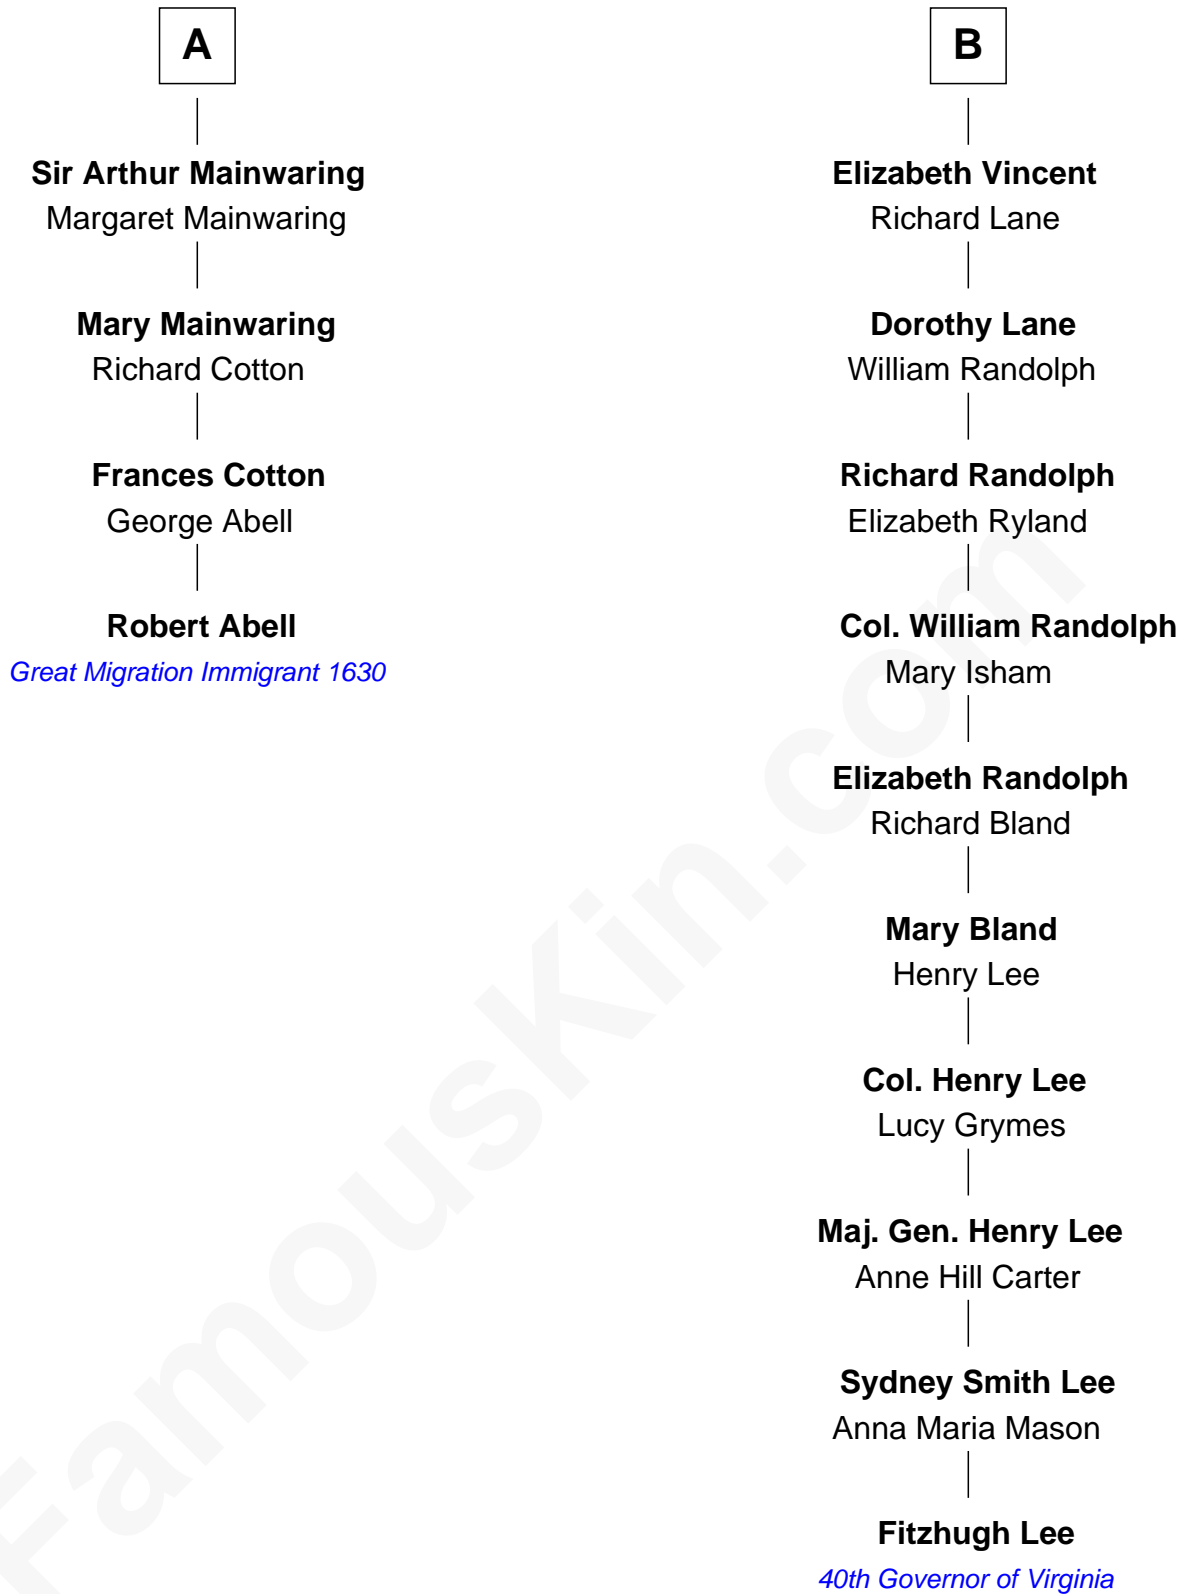 A
Sir Arthur Mainwaring
Margaret Mainwaring
Mary Mainwaring
Richard Cotton
Frances Cotton
George Abell
Robert Abell
Great Migration Immigrant 1630
B
Elizabeth Vincent
Richard Lane
Dorothy Lane
William Randolph
Richard Randolph
Elizabeth Ryland
Col. William Randolph
Mary Isham
Elizabeth Randolph
Richard Bland
Mary Bland
Henry Lee
Col. Henry Lee
Lucy Grymes
Maj. Gen. Henry Lee
Anne Hill Carter
Sydney Smith Lee
Anna Maria Mason
Fitzhugh Lee
40th Governor of Virginia
FamousKin.com